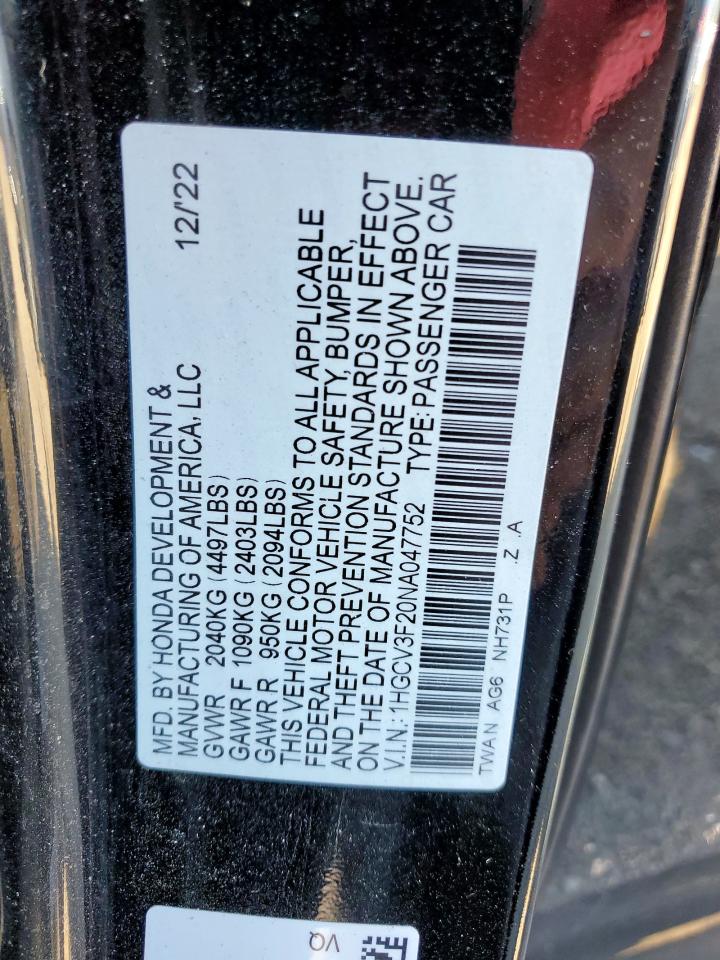 MFD. BY HONDA DEVELOPMENT &
MANUFACTURING OF AMERICA, LLC 12/'22
GVWR 2040KG (4497LBS)
GAWR F 1090KG (2403LBS)
GAWR R 950KG (2094LBS)
THIS VEHICLE CONFORMS TO ALL APPLICABLE
FEDERAL MOTOR VEHICLE SAFETY, BUMPER,
AND THEFT PREVENTION STANDARDS IN EFFECT
ON THE DATE OF MANUFACTURE SHOWN ABOVE.
V.I.N.: 1HGCV3F20NA047752 TYPE: PASSENGER CAR
TWAN AG6 NH731P .Z .A
VQ